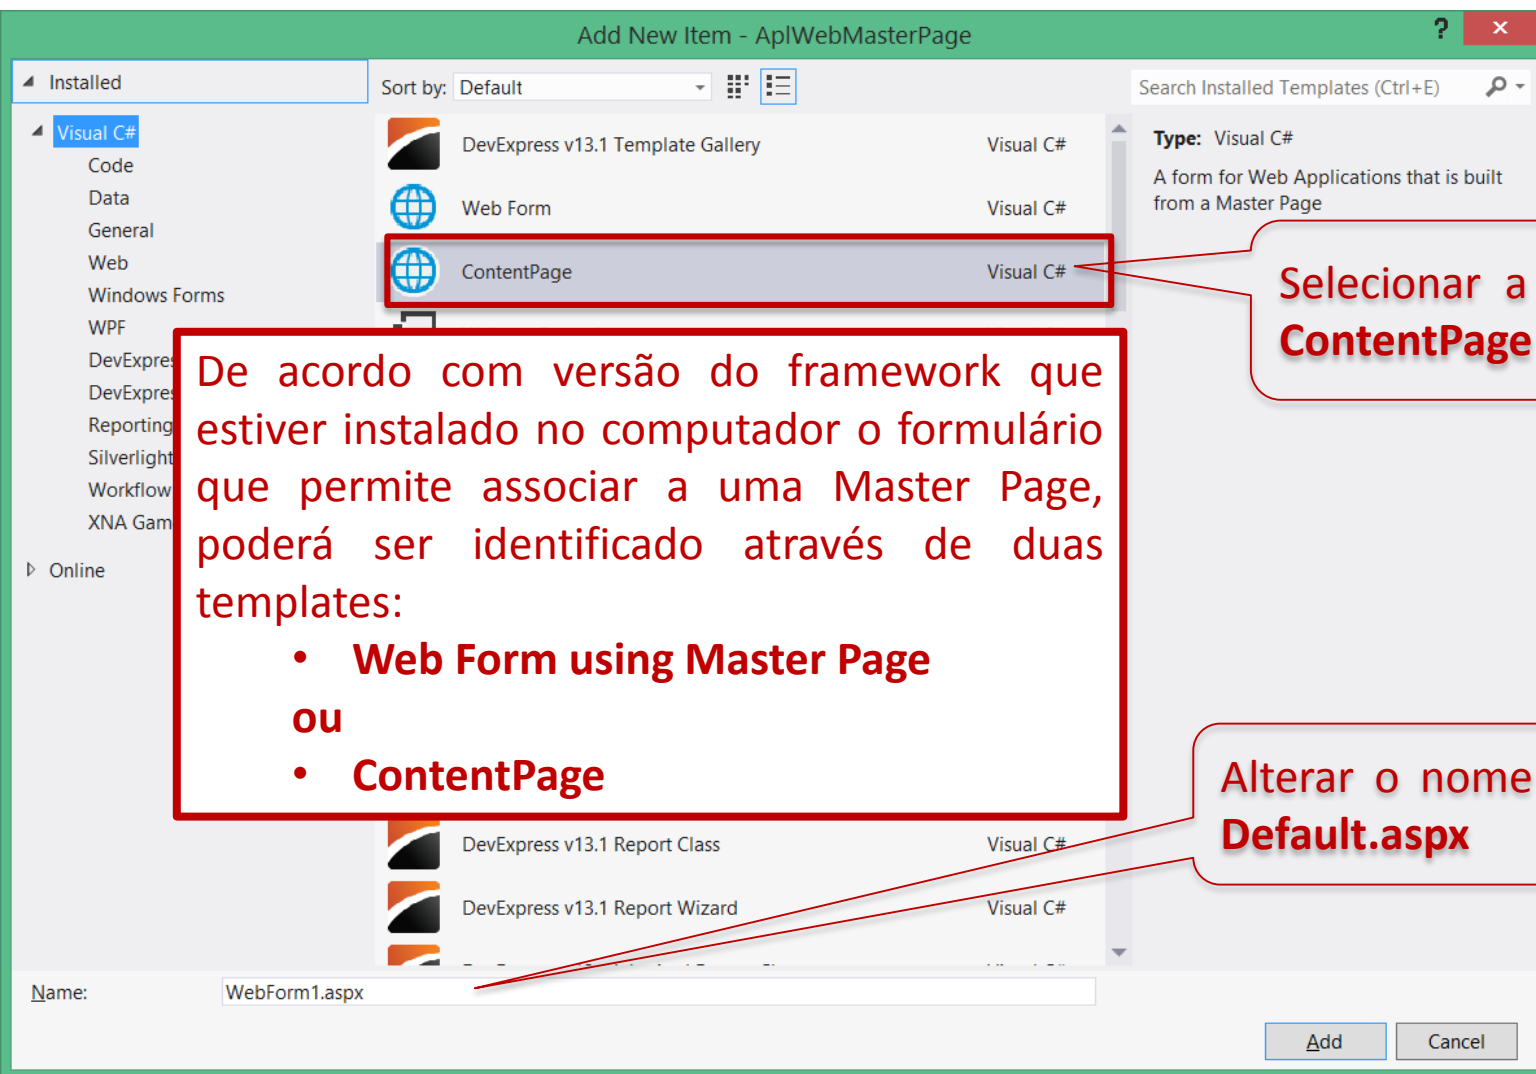 Add New Item - AplWebMasterPage
?
x
Installed
Sort by: Default
Search Installed Templates (Ctrl+E)
Visual C#
Code
Data
General
Web
Windows Forms
WPF
DevExpres
DevExpres
Reporting
Silverlight
Workflow
XNA Gam
Online
DevExpress v13.1 Template Gallery Visual C#
Web Form Visual C#
ContentPage Visual C#
Type: Visual C#
A form for Web Applications that is built
from a Master Page
Selecionar a
ContentPage
De acordo com versão do framework que
estiver instalado no computador o formulário
que permite associar a uma Master Page,
poderá ser identificado através de duas
templates:
• Web Form using Master Page
ou
• ContentPage
Alterar o nome
Default.aspx
DevExpress v13.1 Report Class Visual C#
DevExpress v13.1 Report Wizard Visual C#
Name: WebForm1.aspx
Add
Cancel